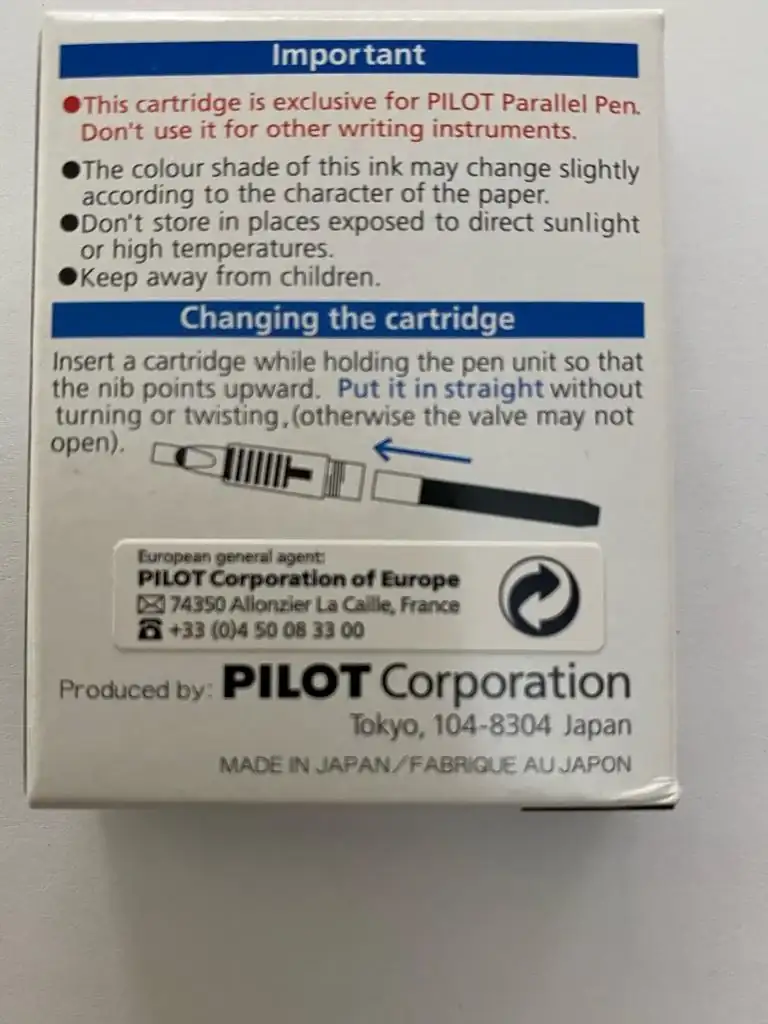 Important
●This cartridge is exclusive for PILOT Parallel Pen.
Don't use it for other writing instruments.
●The colour shade of this ink may change slightly
according to the character of the paper.
●Don't store in places exposed to direct sunlight
or high temperatures.
●Keep away from children.
Changing the cartridge
Insert a cartridge while holding the pen unit so that
the nib points upward. Put it in straight without
turning or twisting,(otherwise the valve may not
open).
European general agent:
PILOT Corporation of Europe
74350 Allonzier La Caille, France
+33 (0)4 50 08 33 00
Produced by: PILOT Corporation
Tokyo, 104-8304 Japan
MADE IN JAPAN/FABRIQUE AU JAPON